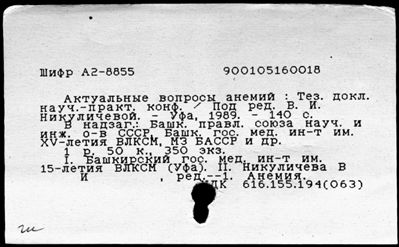 Шифр А2-8855 900105160018
Актуальные вопросы анемий : Тез. докл.
науч.-практ. конф. / Под ред. В. И.
Никуличевой. - Уфа, 1989. - 140 с.
В надзаг.: Башк. правл. союза науч. и
инж. о-в СССР, Башк. гос. мед. ин-т им.
XV-летия ВЛКСМ, МЗ БАССР и др.
1 р. 50 к., 350 экз.
I. Башкирский гос. мед. ин-т им.
15-летия ВЛКСМ (Уфа). II. Никуличева В
И , ред.--1. Анемия.
ДК 616.155.194(063)